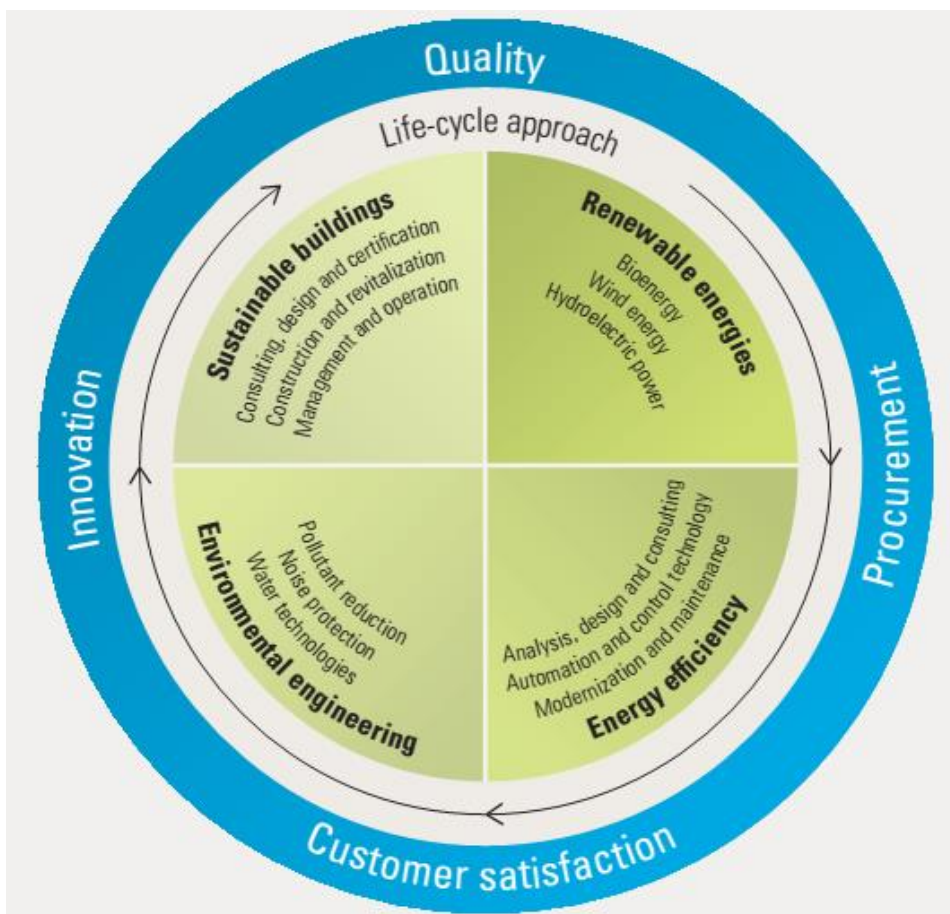 Quality
Life-cycle approach
Sustainable buildings
Consulting, design and certification
Construction and revitalization
Management and operation
Renewable energies
Bioenergy
Wind energy
Hydroelectric power
Innovation
Procurement
Pollutant reduction
Noise protection
Water technologies
Environmental engineering
Analysis, design and consulting
Automation and control technology
Modernization and maintenance
Energy efficiency
Customer satisfaction